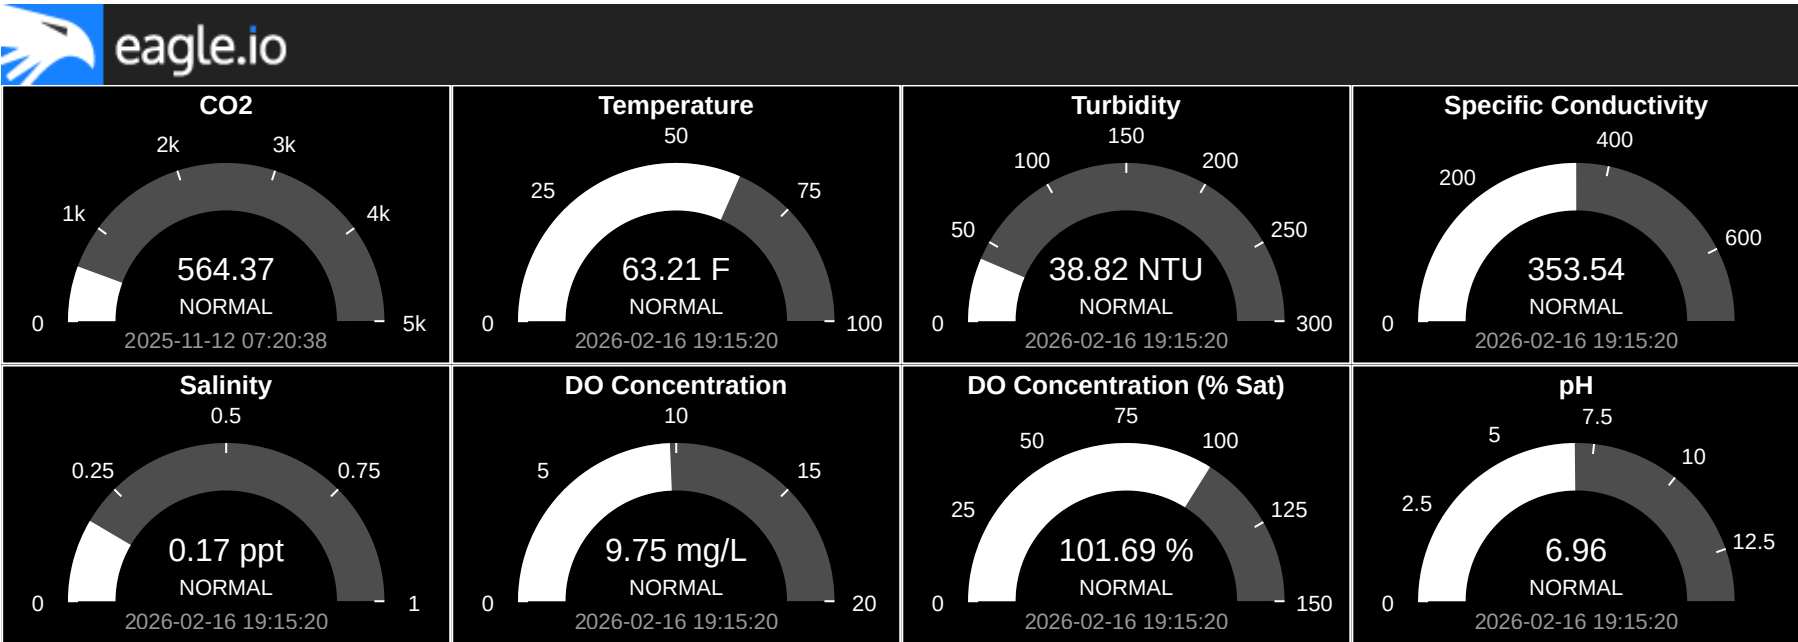 eagle.io
CO2
0
1k
2k
3k
4k
5k
564.37
NORMAL
2025-11-12 07:20:38
Temperature
0
25
50
75
100
63.21 F
NORMAL
2026-02-16 19:15:20
Turbidity
0
50
100
150
200
250
300
38.82 NTU
NORMAL
2026-02-16 19:15:20
Specific Conductivity
0
200
400
600
353.54
NORMAL
2026-02-16 19:15:20
Salinity
0
0.25
0.5
0.75
1
0.17 ppt
NORMAL
2026-02-16 19:15:20
DO Concentration
0
5
10
15
20
9.75 mg/L
NORMAL
2026-02-16 19:15:20
DO Concentration (% Sat)
0
25
50
75
100
125
150
101.69 %
NORMAL
2026-02-16 19:15:20
pH
0
2.5
5
7.5
10
12.5
6.96
NORMAL
2026-02-16 19:15:20